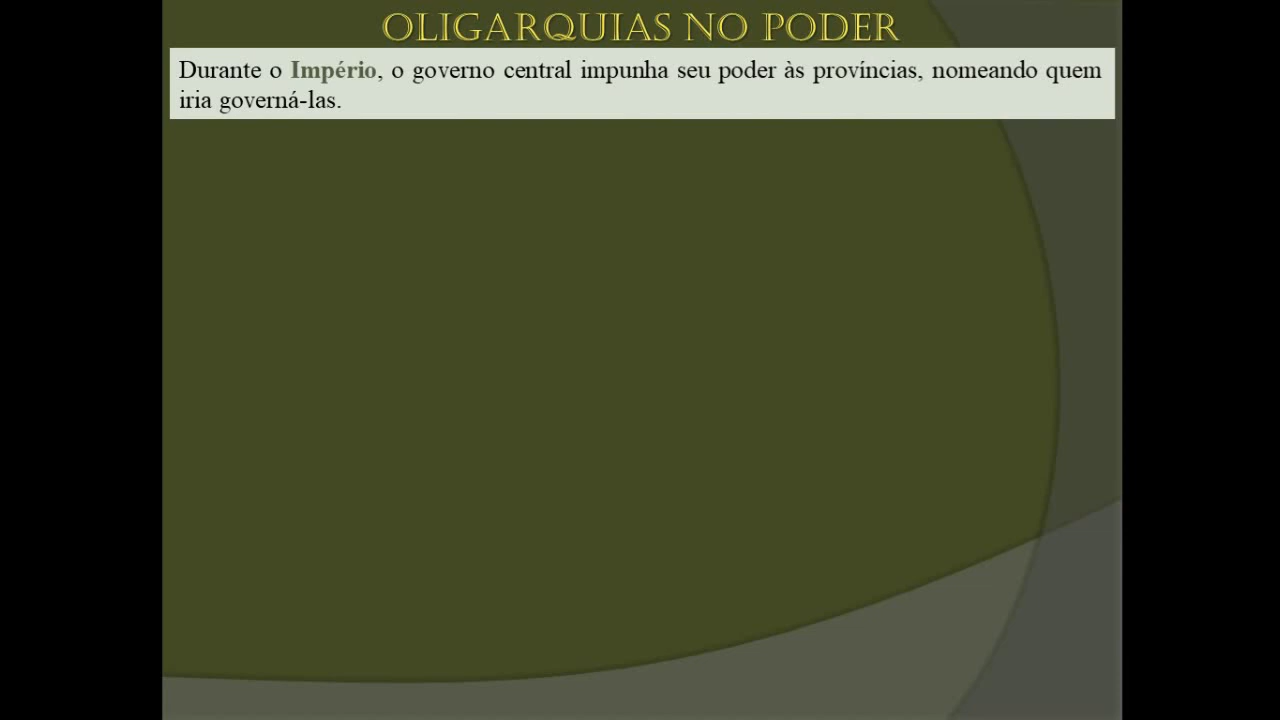 OLIGARQUIAS NO PODER
Durante o Império, o governo central impunha seu poder às províncias, nomeando quem
iria governá-las.